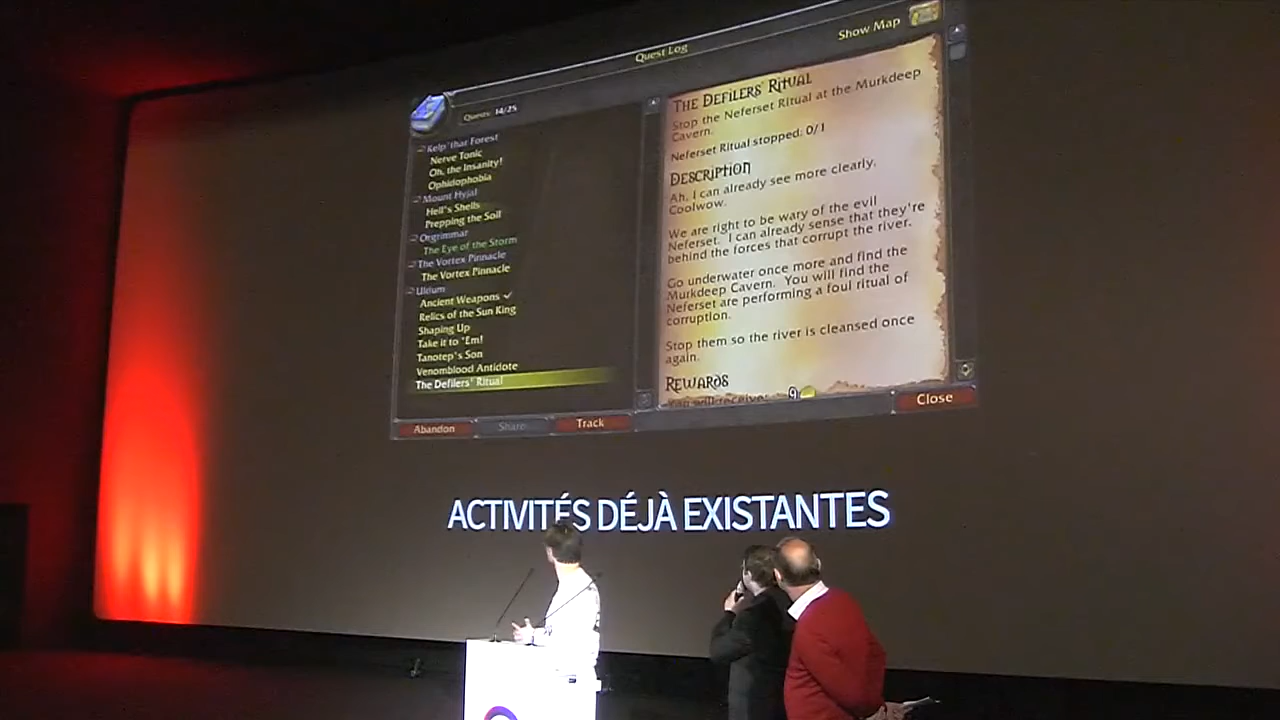 Quest Log
Show Map
Quests: 14/25
Kelp'thar Forest
Nerve Tonic
Oh, the Insanity!
Ophidophobia
Mount Hyjal
Hell's Shells
Prepping the Soil
Orgrimmar
The Eye of the Storm
The Vortex Pinnacle
The Vortex Pinnacle
Uldum
Ancient Weapons ✓
Relics of the Sun King
Shaping Up
Take it to 'Em!
Tanotep's Son
Venomblood Antidote
The Defilers' Ritual
Abandon
Share
Track
The Defilers' Ritual
Stop the Neferset Ritual at the Murkdeep
Cavern.
Neferset Ritual stopped: 0/1
Description
Ah, I can already see more clearly,
Coolwow.
We are right to be wary of the evil
Neferset. I can already sense that they're
behind the forces that corrupt the river.
Go underwater once more and find the
Murkdeep Cavern. You will find the
Neferset are performing a foul ritual of
corruption.
Stop them so the river is cleansed once
again.
Rewards
You will receive: 9
Close
ACTIVITÉS DÉJÀ EXISTANTES